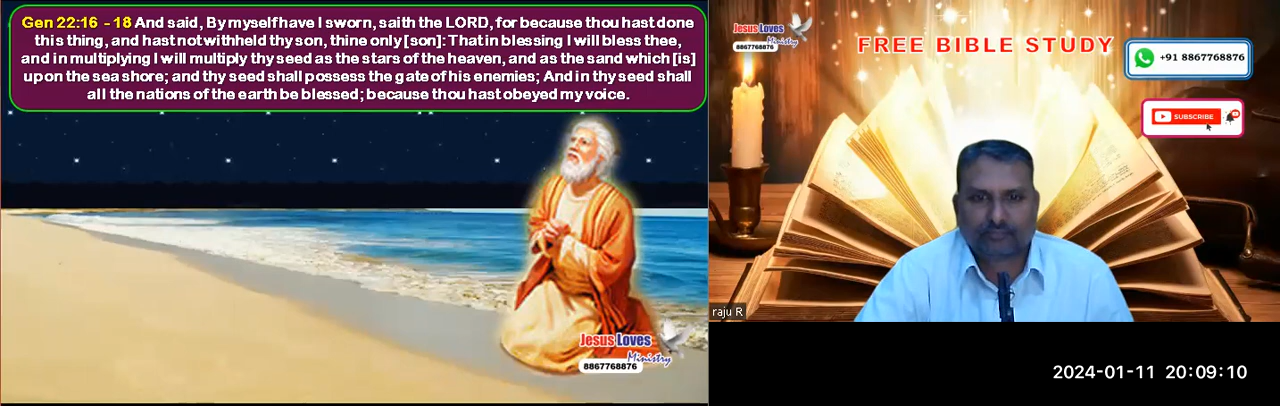 Gen 22:16 - 18 And said, By myself have I sworn, saith the LORD, for because thou hast done
this thing, and hast not withheld thy son, thine only [son]: That in blessing I will bless thee,
and in multiplying I will multiply thy seed as the stars of the heaven, and as the sand which [is]
upon the sea shore; and thy seed shall possess the gate of his enemies; And in thy seed shall
all the nations of the earth be blessed; because thou hast obeyed my voice.
Jesus Loves
Ministry
8867768876
Jesus Loves
Ministry
8867768876
FREE BIBLE STUDY
+91 8867768876
SUBSCRIBE
raju R
2024-01-11 20:09:10